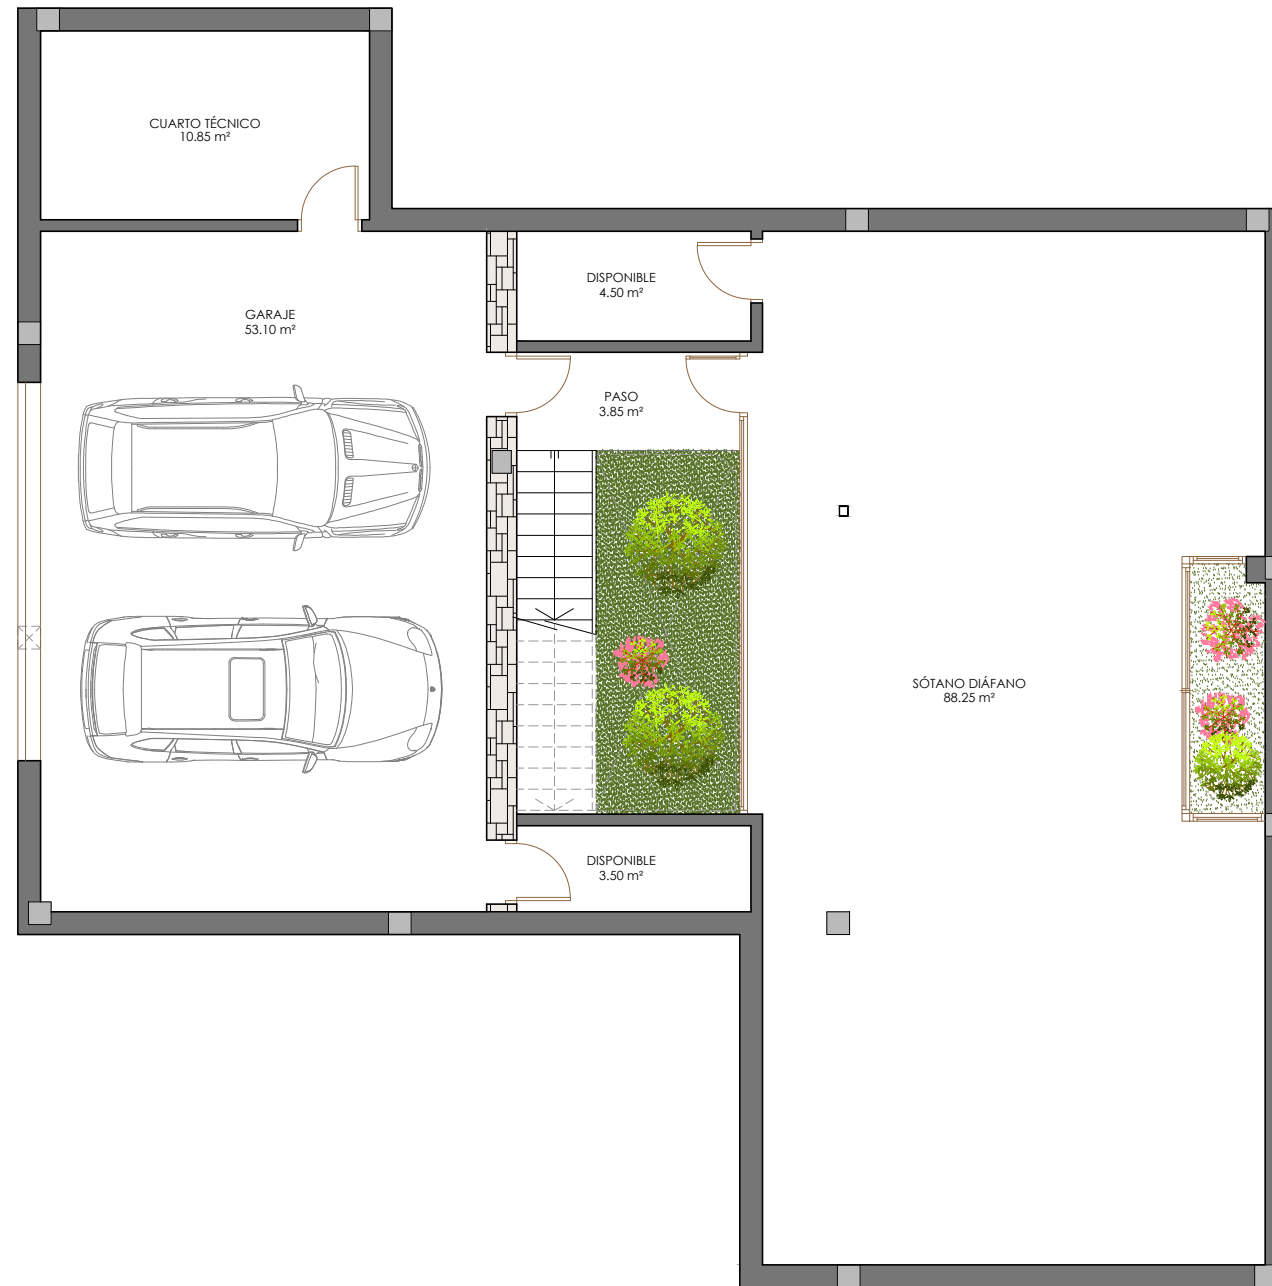 CUARTO TÉCNICO
10.85 m²
GARAJE
53.10 m²
DISPONIBLE
4.50 m²
PASO
3.85 m²
SÓTANO DIÁFANO
88.25 m²
DISPONIBLE
3.50 m²